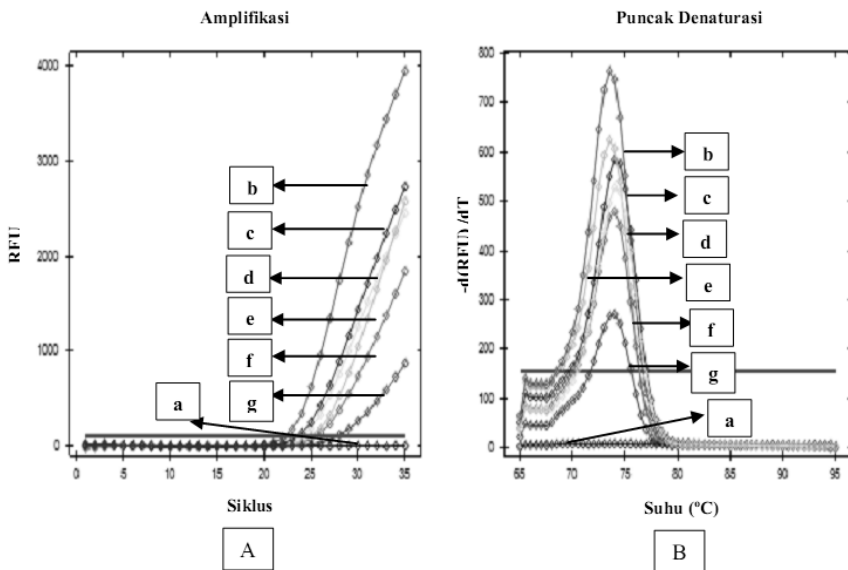 Amplifikasi
RFU
4000
3000
2000
1000
0
b
c
d
e
f
g
a
0 5 10 15 20 25 30 35
Siklus
A
Puncak Denaturasi
-d(RFU) /dT
800
700
600
500
400
300
200
100
0
b
c
d
e
f
g
a
65 70 75 80 85 90 95
Suhu (ºC)
B